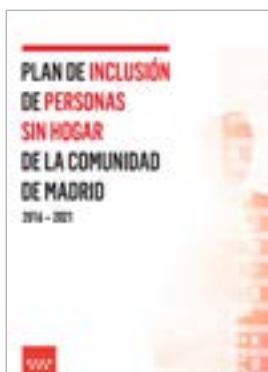 PLAN DE INCLUSIÓN
DE PERSONAS
SIN HOGAR
DE LA COMUNIDAD
DE MADRID
2016 - 2021